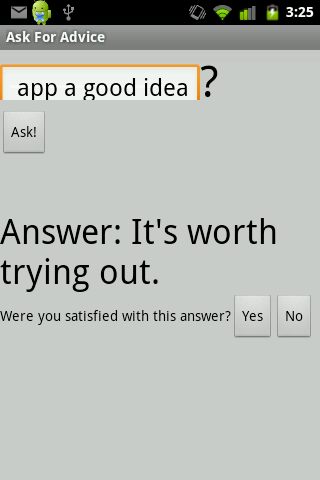 3:25
Ask For Advice
app a good idea ?
Ask!
Answer: It's worth
trying out.
Were you satisfied with this answer? Yes No